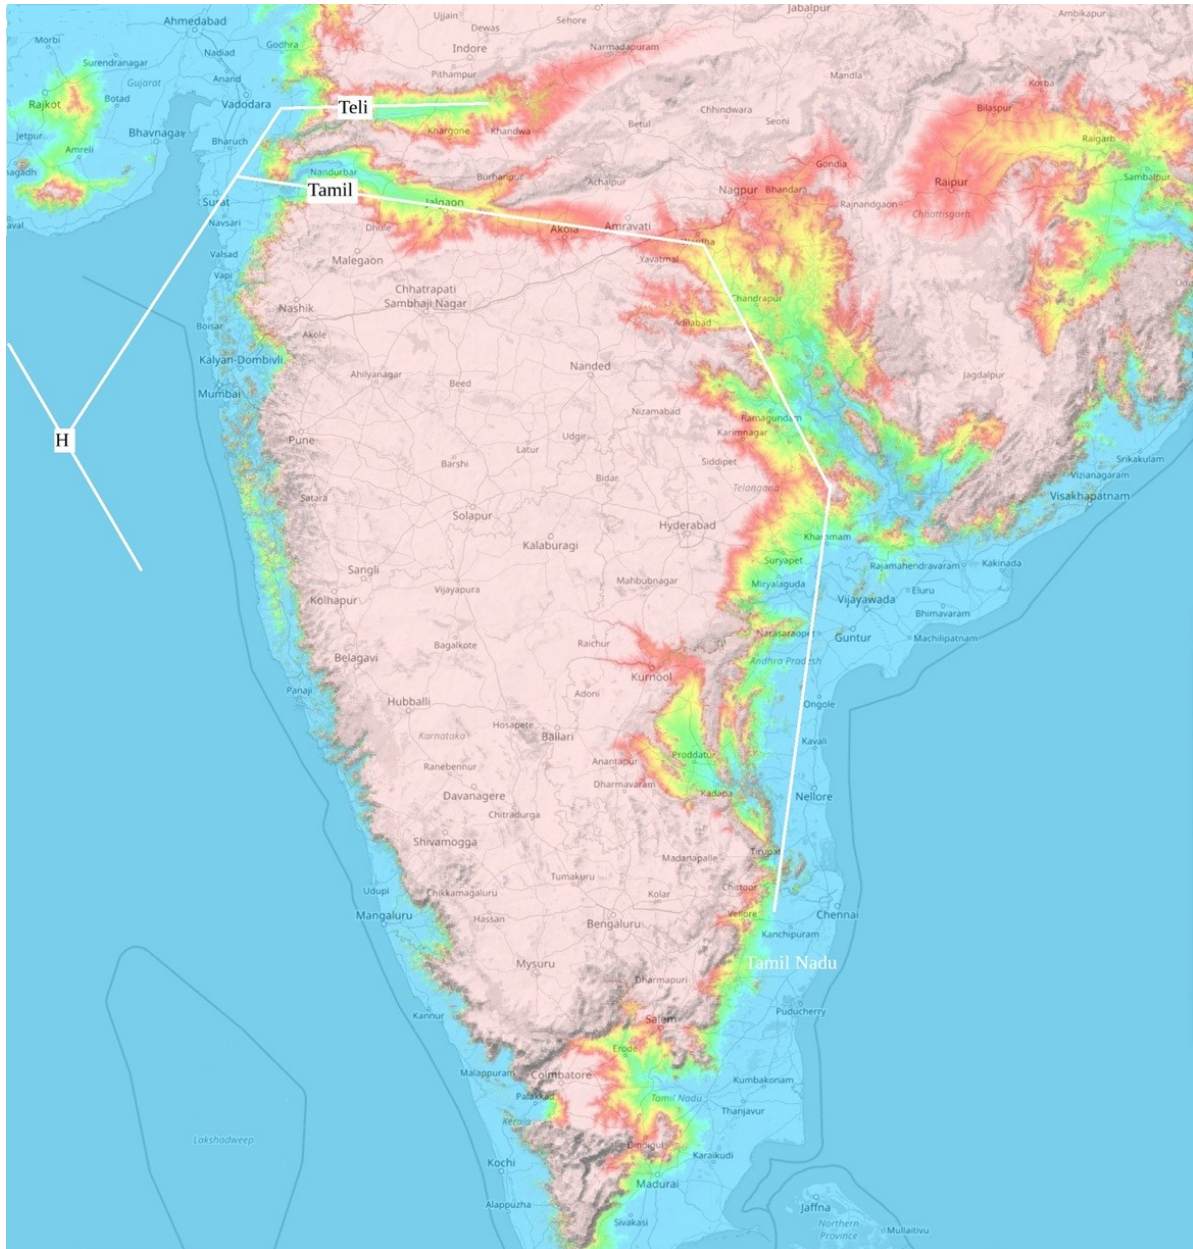 Ahmedabad
Jabalpur
Ujjain
Dewas
Sehore
Ambikapur
Morbi
Nadiad
Godhra
Indore
Narmadapuram
Surendranagar
Gujarat
Anand
Pithampur
Mandla
Korba
Rajkot
Botad
Vadodara
Teli
Chhindwara
Bilaspur
Jetpur
Bhavnagar
Bharuch
Khargone
Khandwa
Betul
Seoni
Raigarh
Amreli
Nandurbar
Burhanpur
Achalpur
Gondia
Sambalpur
Surat
Tamil
Jalgaon
Nagpur
Bhandara
Raipur
Rajnandgaon
Chhattisgarh
Navsari
Dhule
Akola
Amravati
Valsad
Malegaon
Yavatmal
Vapi
Chhatrapati
Sambhaji Nagar
Chandrapur
Nashik
Boisar
Akole
Adilabad
Kalyan-Dombivli
Ahilyanagar
Beed
Nanded
Jagdalpur
Mumbai
Nizamabad
Ramagundam
H
Pune
Udgir
Karimnagar
Latur
Barshi
Siddipet
Srikakulam
Bidar
Telangana
Vizianagaram
Satara
Visakhapatnam
Solapur
Hyderabad
Khammam
Kalaburagi
Suryapet
Rajamahendravaram
Kakinada
Sangli
Mahbubnagar
Miryalaguda
Eluru
Kolhapur
Vijayapura
Vijayawada
Bhimavaram
Narasaraopet
Guntur
Machilipatnam
Belagavi
Bagalkote
Raichur
Andhra Pradesh
Kurnool
Panaji
Hubballi
Adoni
Ongole
Hosapete
Karnataka
Ballari
Kavali
Proddatur
Ranebennur
Anantapur
Dharmavaram
Davanagere
Kadapa
Nellore
Chitradurga
Shivamogga
Madanapalle
Tirupati
Tumakuru
Udupi
Chikkamagaluru
Kolar
Chittoor
Mangaluru
Hassan
Bengaluru
Vellore
Chennai
Kanchipuram
Mysuru
Tamil Nadu
Dharmapuri
Kannur
Puducherry
Salem
Erode
Malappuram
Coimbatore
Kumbakonam
Palakkad
Tamil Nadu
Thanjavur
Kerala
Lakshadweep
Dindigul
Karaikudi
Kochi
Madurai
Alappuzha
Jaffna
Sivakasi
Northern
Province
Mullaitivu